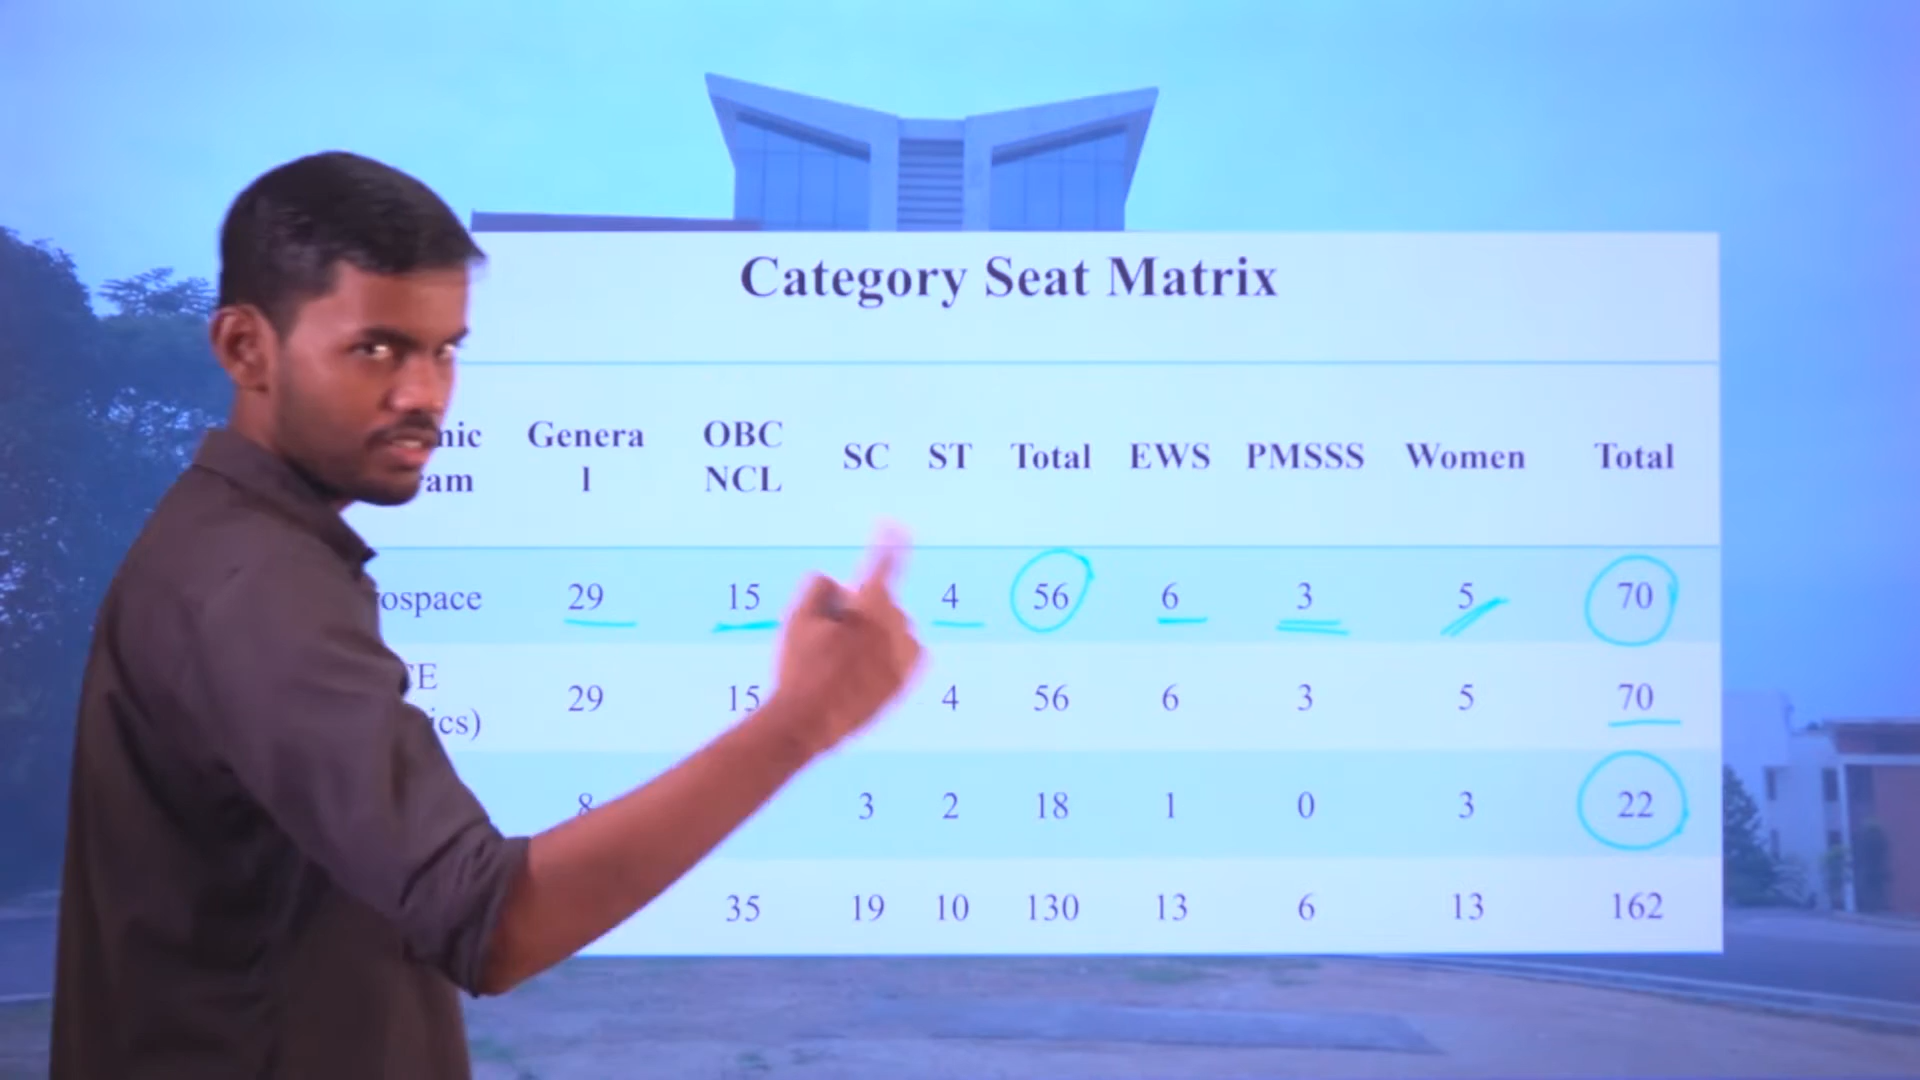 Category Seat Matrix
Genera
l
OBC
NCL
SC ST Total EWS PMSSS Women Total
29 15 4 56 6 3 5 70
29 15 4 56 6 3 5 70
8 3 2 18 1 0 3 22
35 19 10 130 13 6 13 162